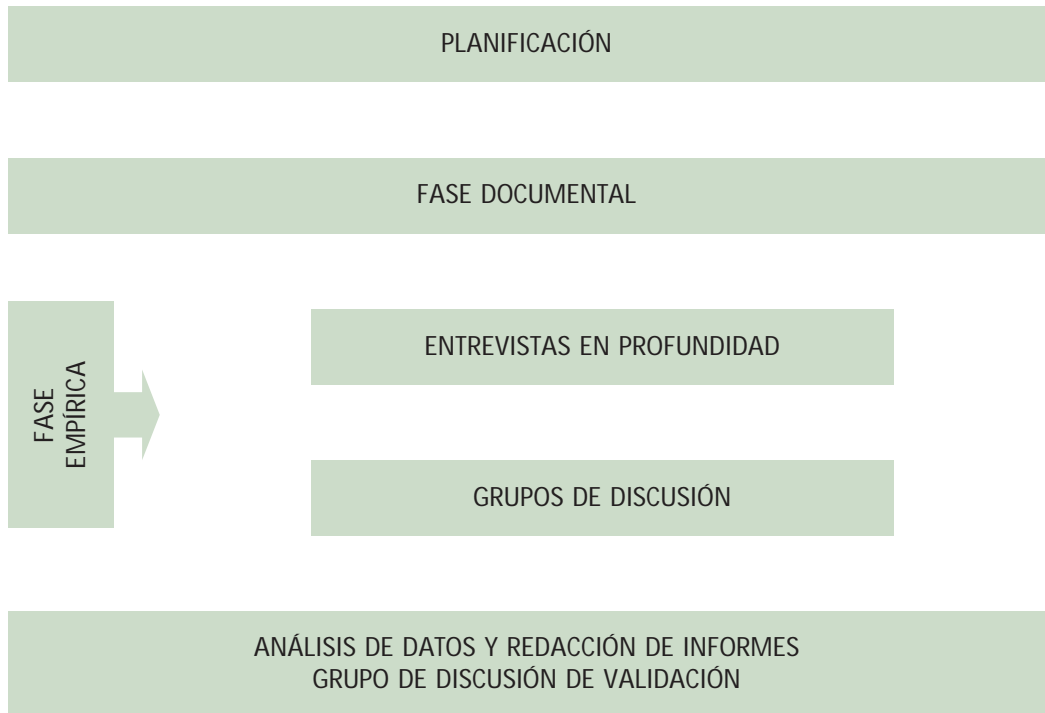 PLANIFICACIÓN
FASE DOCUMENTAL
FASE
EMPÍRICA
ENTREVISTAS EN PROFUNDIDAD
GRUPOS DE DISCUSIÓN
ANÁLISIS DE DATOS Y REDACCIÓN DE INFORMES
GRUPO DE DISCUSIÓN DE VALIDACIÓN